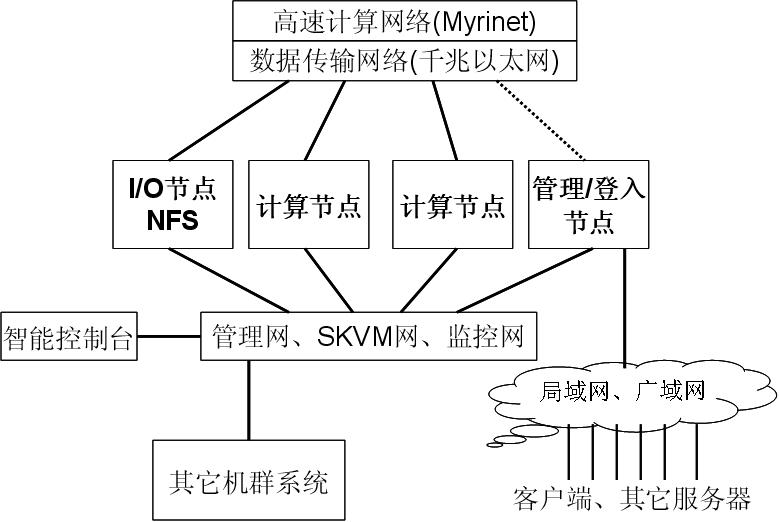 高速计算网络(Myrinet)
数据传输网络(千兆以太网)
I/O节点
NFS
计算节点
计算节点
管理/登入
节点
智能控制台
管理网、SKVM网、监控网
局域网、广域网
其它机群系统
客户端、其它服务器